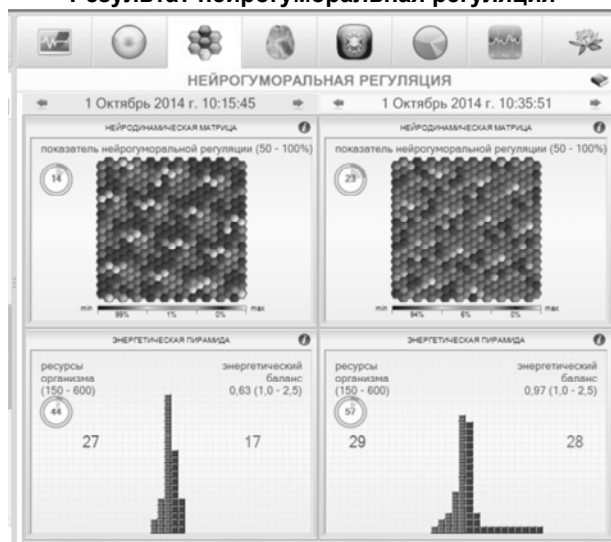 Результат нейрогуморальная регуляция
НЕЙРОГУМОРАЛЬНАЯ РЕГУЛЯЦИЯ
1 Октябрь 2014 г. 10:15:45
1 Октябрь 2014 г. 10:35:51
НЕЙРОДИНАМИЧЕСКАЯ МАТРИЦА
показатель нейрогуморальной регуляции (50 - 100%)
14
min
99%
1%
0%
max
НЕЙРОДИНАМИЧЕСКАЯ МАТРИЦА
показатель нейрогуморальной регуляции (50 - 100%)
23
min
94%
6%
0%
max
ЭНЕРГЕТИЧЕСКАЯ ПИРАМИДА
ресурсы
организма
(150 - 600)
44
27
энергетический
баланс
0,63 (1,0 - 2,5)
17
ЭНЕРГЕТИЧЕСКАЯ ПИРАМИДА
ресурсы
организма
(150 - 600)
57
29
энергетический
баланс
0,97 (1,0 - 2,5)
28